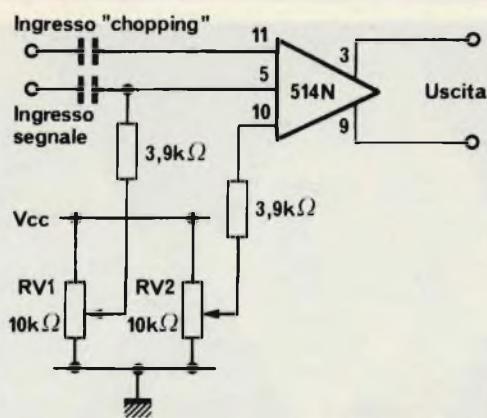 Ingresso "chopping"
11
3
5
514N
Uscita
Ingresso
segnale
10
9
3,9kΩ
3,9kΩ
Vcc
RV1
RV2
10kΩ
10kΩ